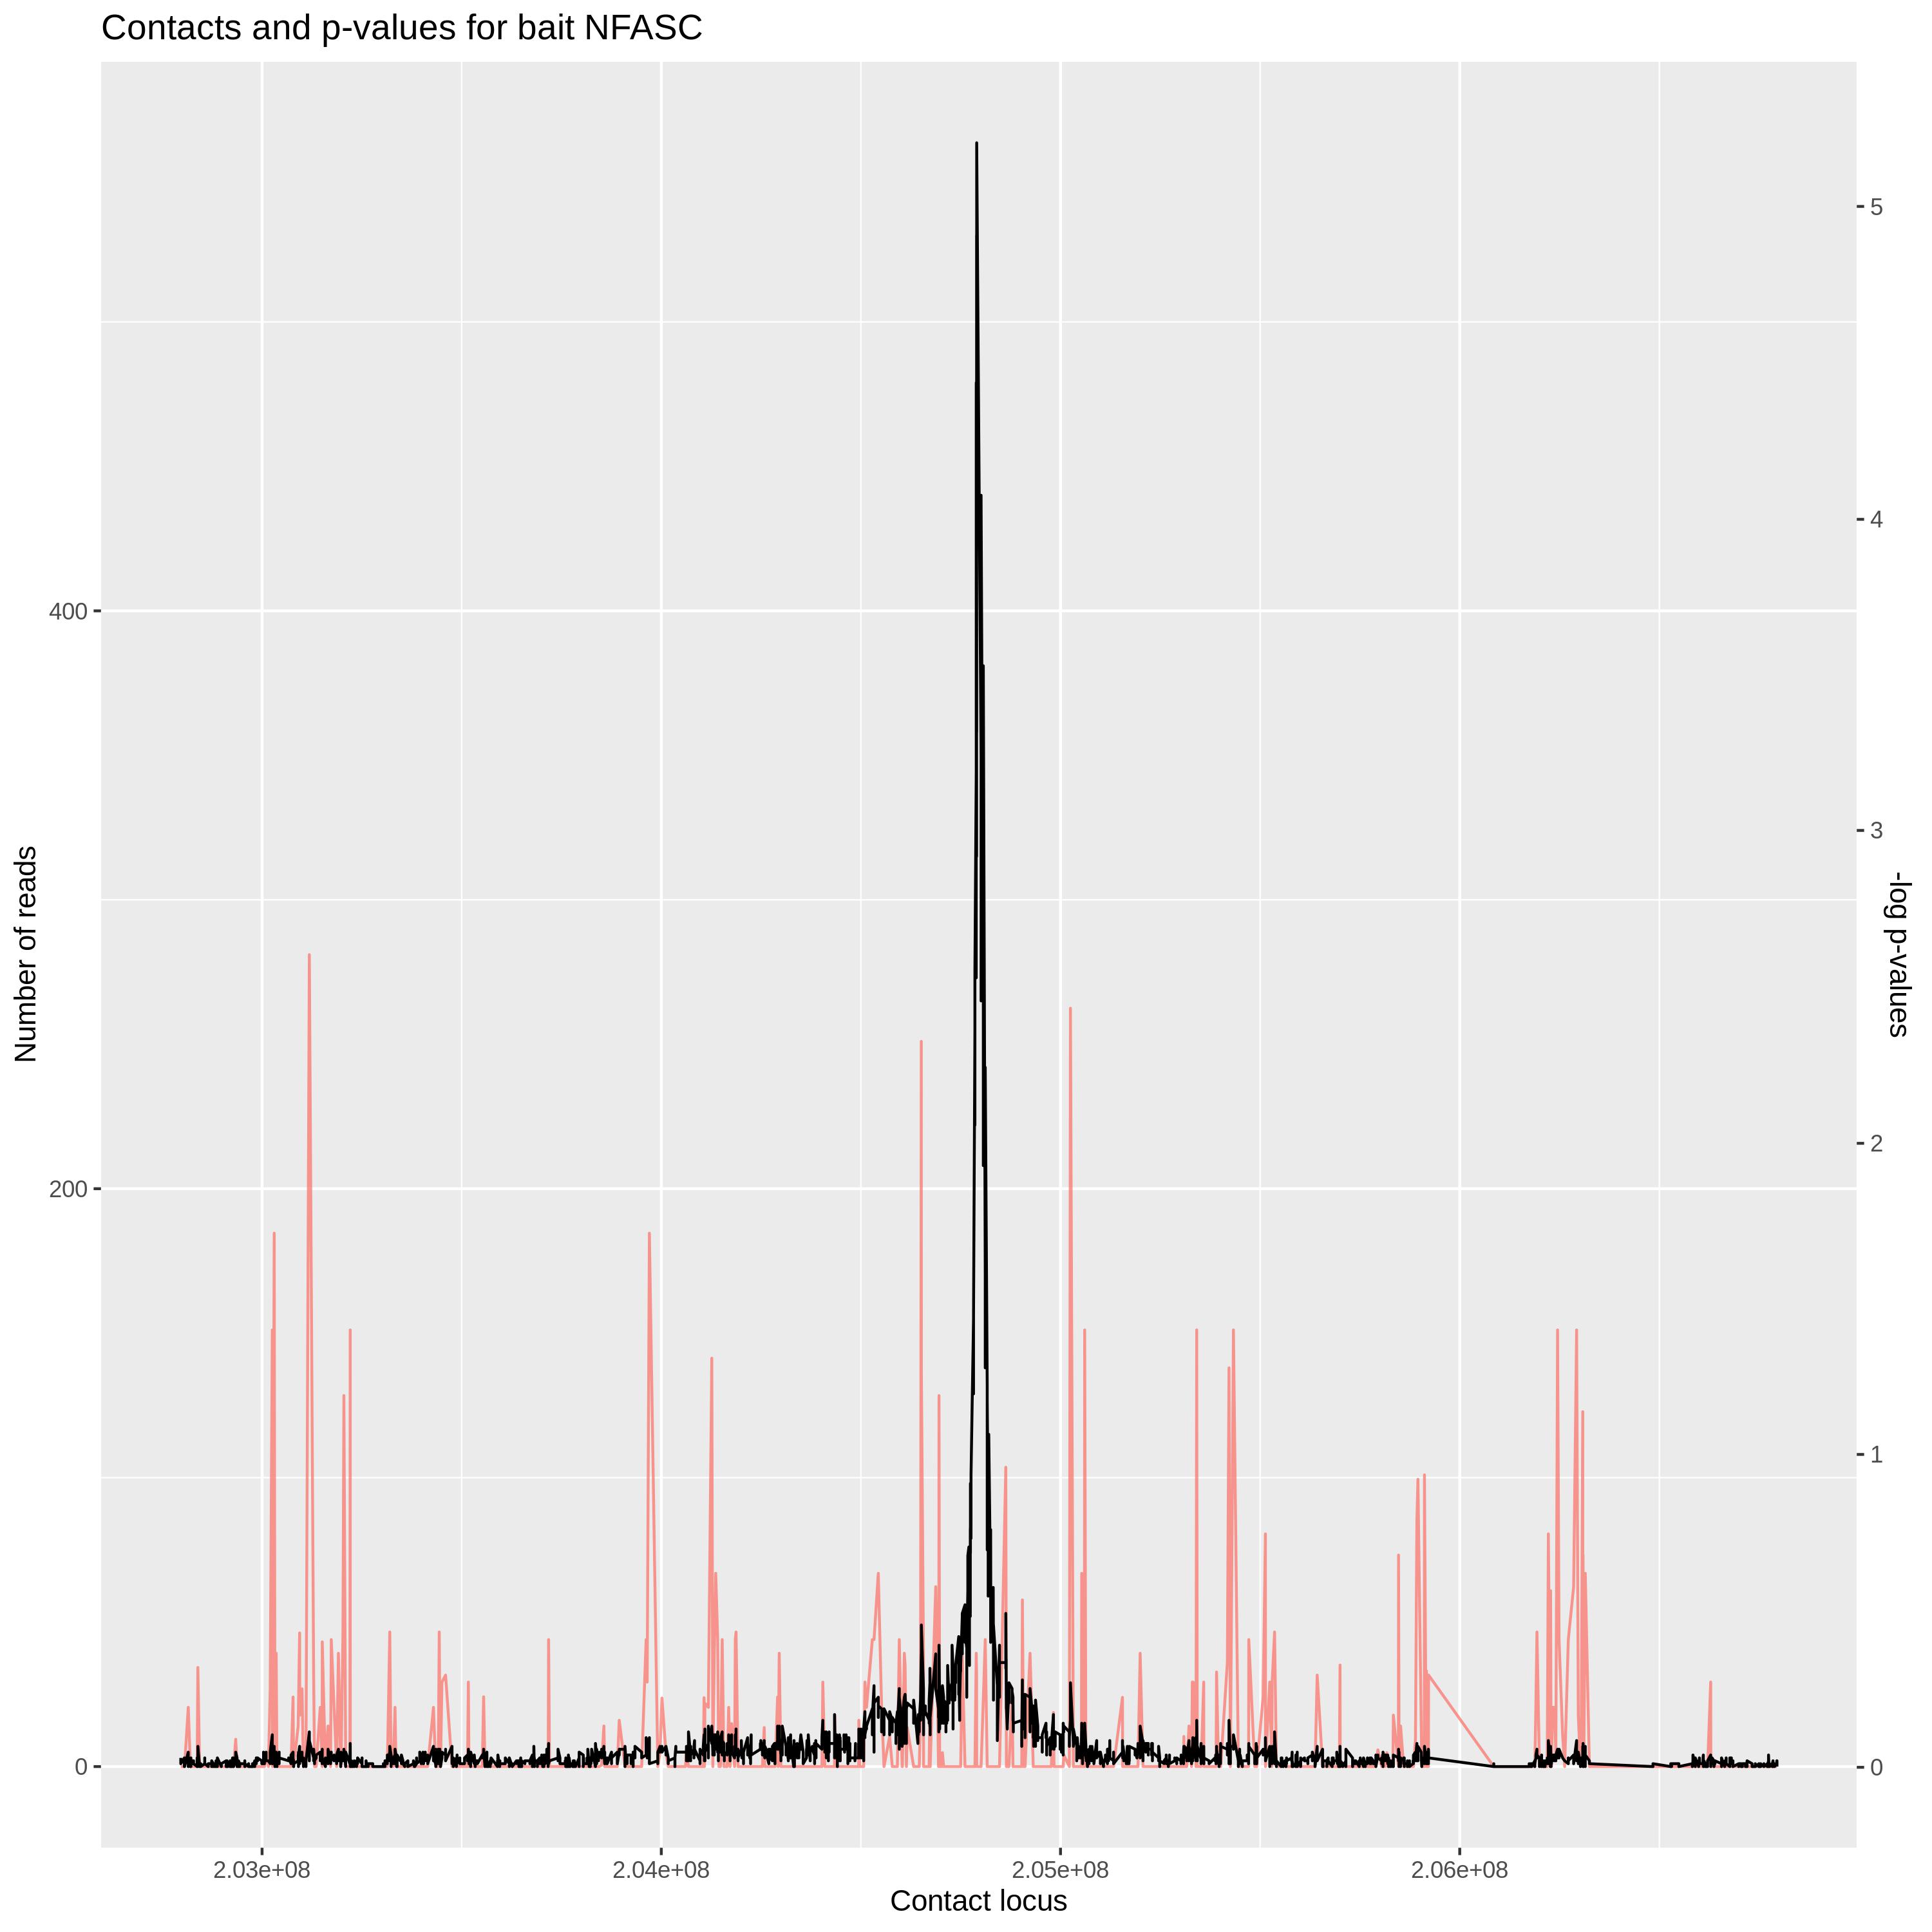 Contacts and p-values for bait NFASC
Number of reads
400
200
0
5
4
3
2
1
0
-log p-values
2.03e+08
2.04e+08
2.05e+08
2.06e+08
Contact locus